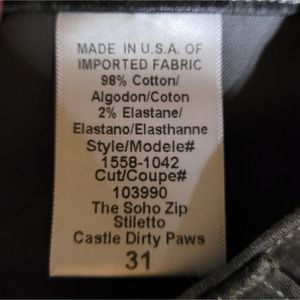 MADE IN U.S.A. OF
IMPORTED FABRIC
98% Cotton/
Algodon/Coton
2% Elastane/
Elastano/Elasthanne
Style/Modele#
1558-1042
Cut/Coupe#
103990
The Soho Zip
Stiletto
Castle Dirty Paws
31